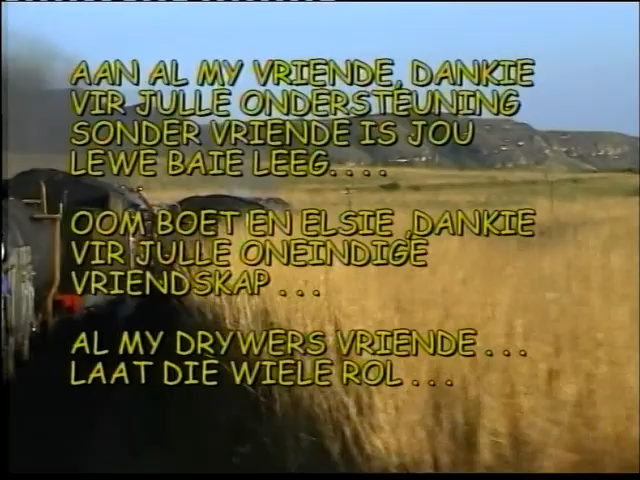 AAN AL MY VRIENDE, DANKIE
VIR JULLE ONDERSTEUNING
SONDER VRIENDE IS JOU
LEWE BAIE LEEG. . . .
OOM BOET EN ELSIE ,DANKIE
VIR JULLE ONEINDIGE
VRIENDSKAP . . .
AL MY DRYWERS VRIENDE . . .
LAAT DIE WIELE ROL . . .